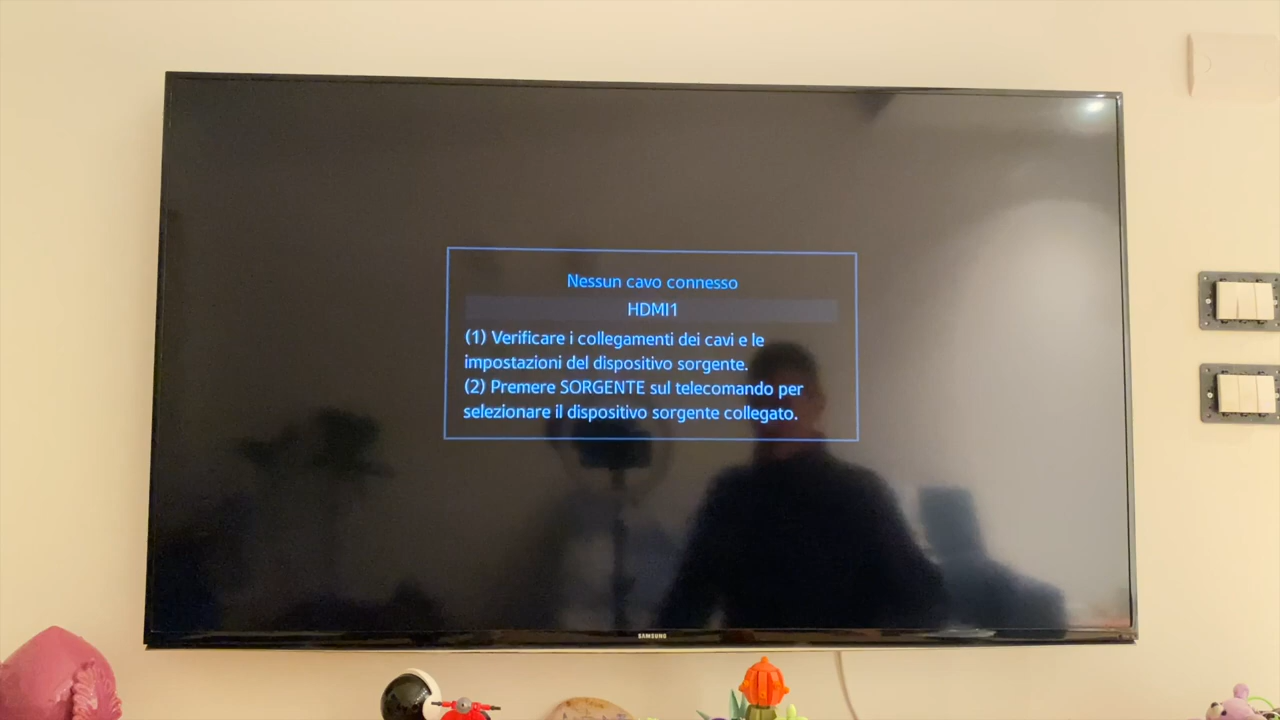 Nessun cavo connesso
HDMI1
(1) Verificare i collegamenti dei cavi e le
impostazioni del dispositivo sorgente.
(2) Premere SORGENTE sul telecomando per
selezionare il dispositivo sorgente collegato.
SAMSUNG